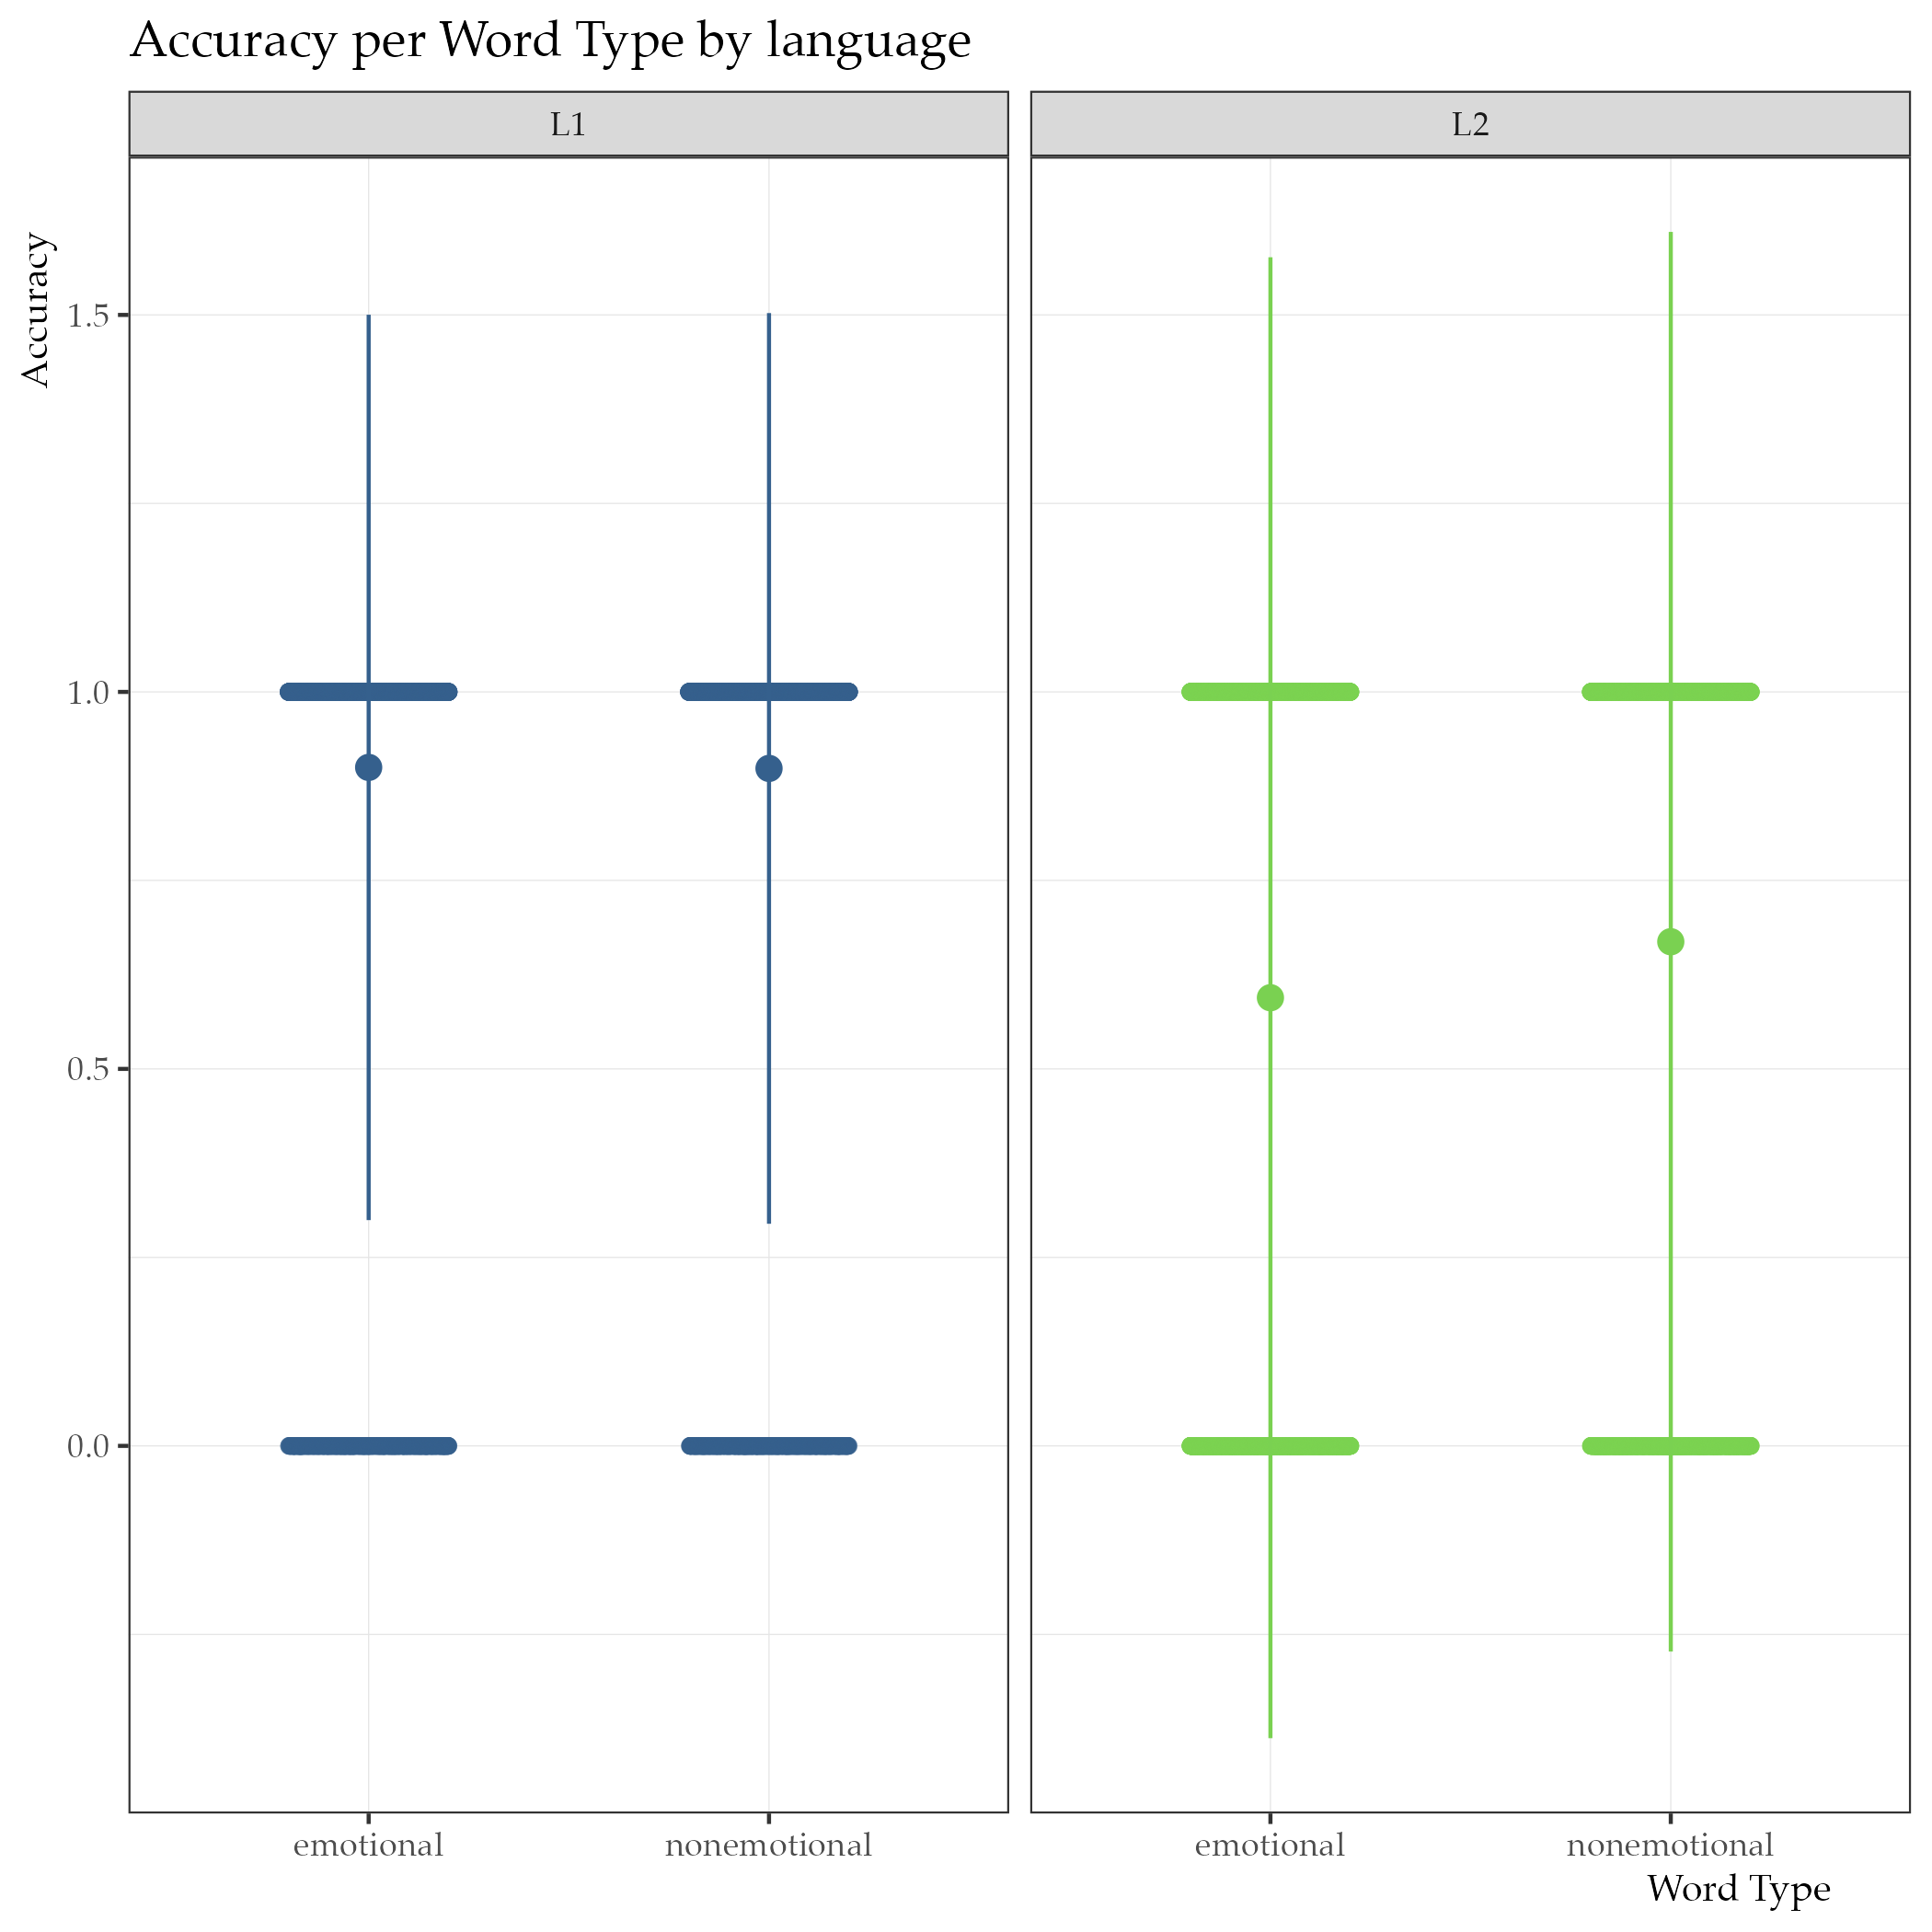 Accuracy per Word Type by language
L1
L2
Accuracy
1.5
1.0
0.5
0.0
emotional
nonemotional
emotional
nonemotional
Word Type